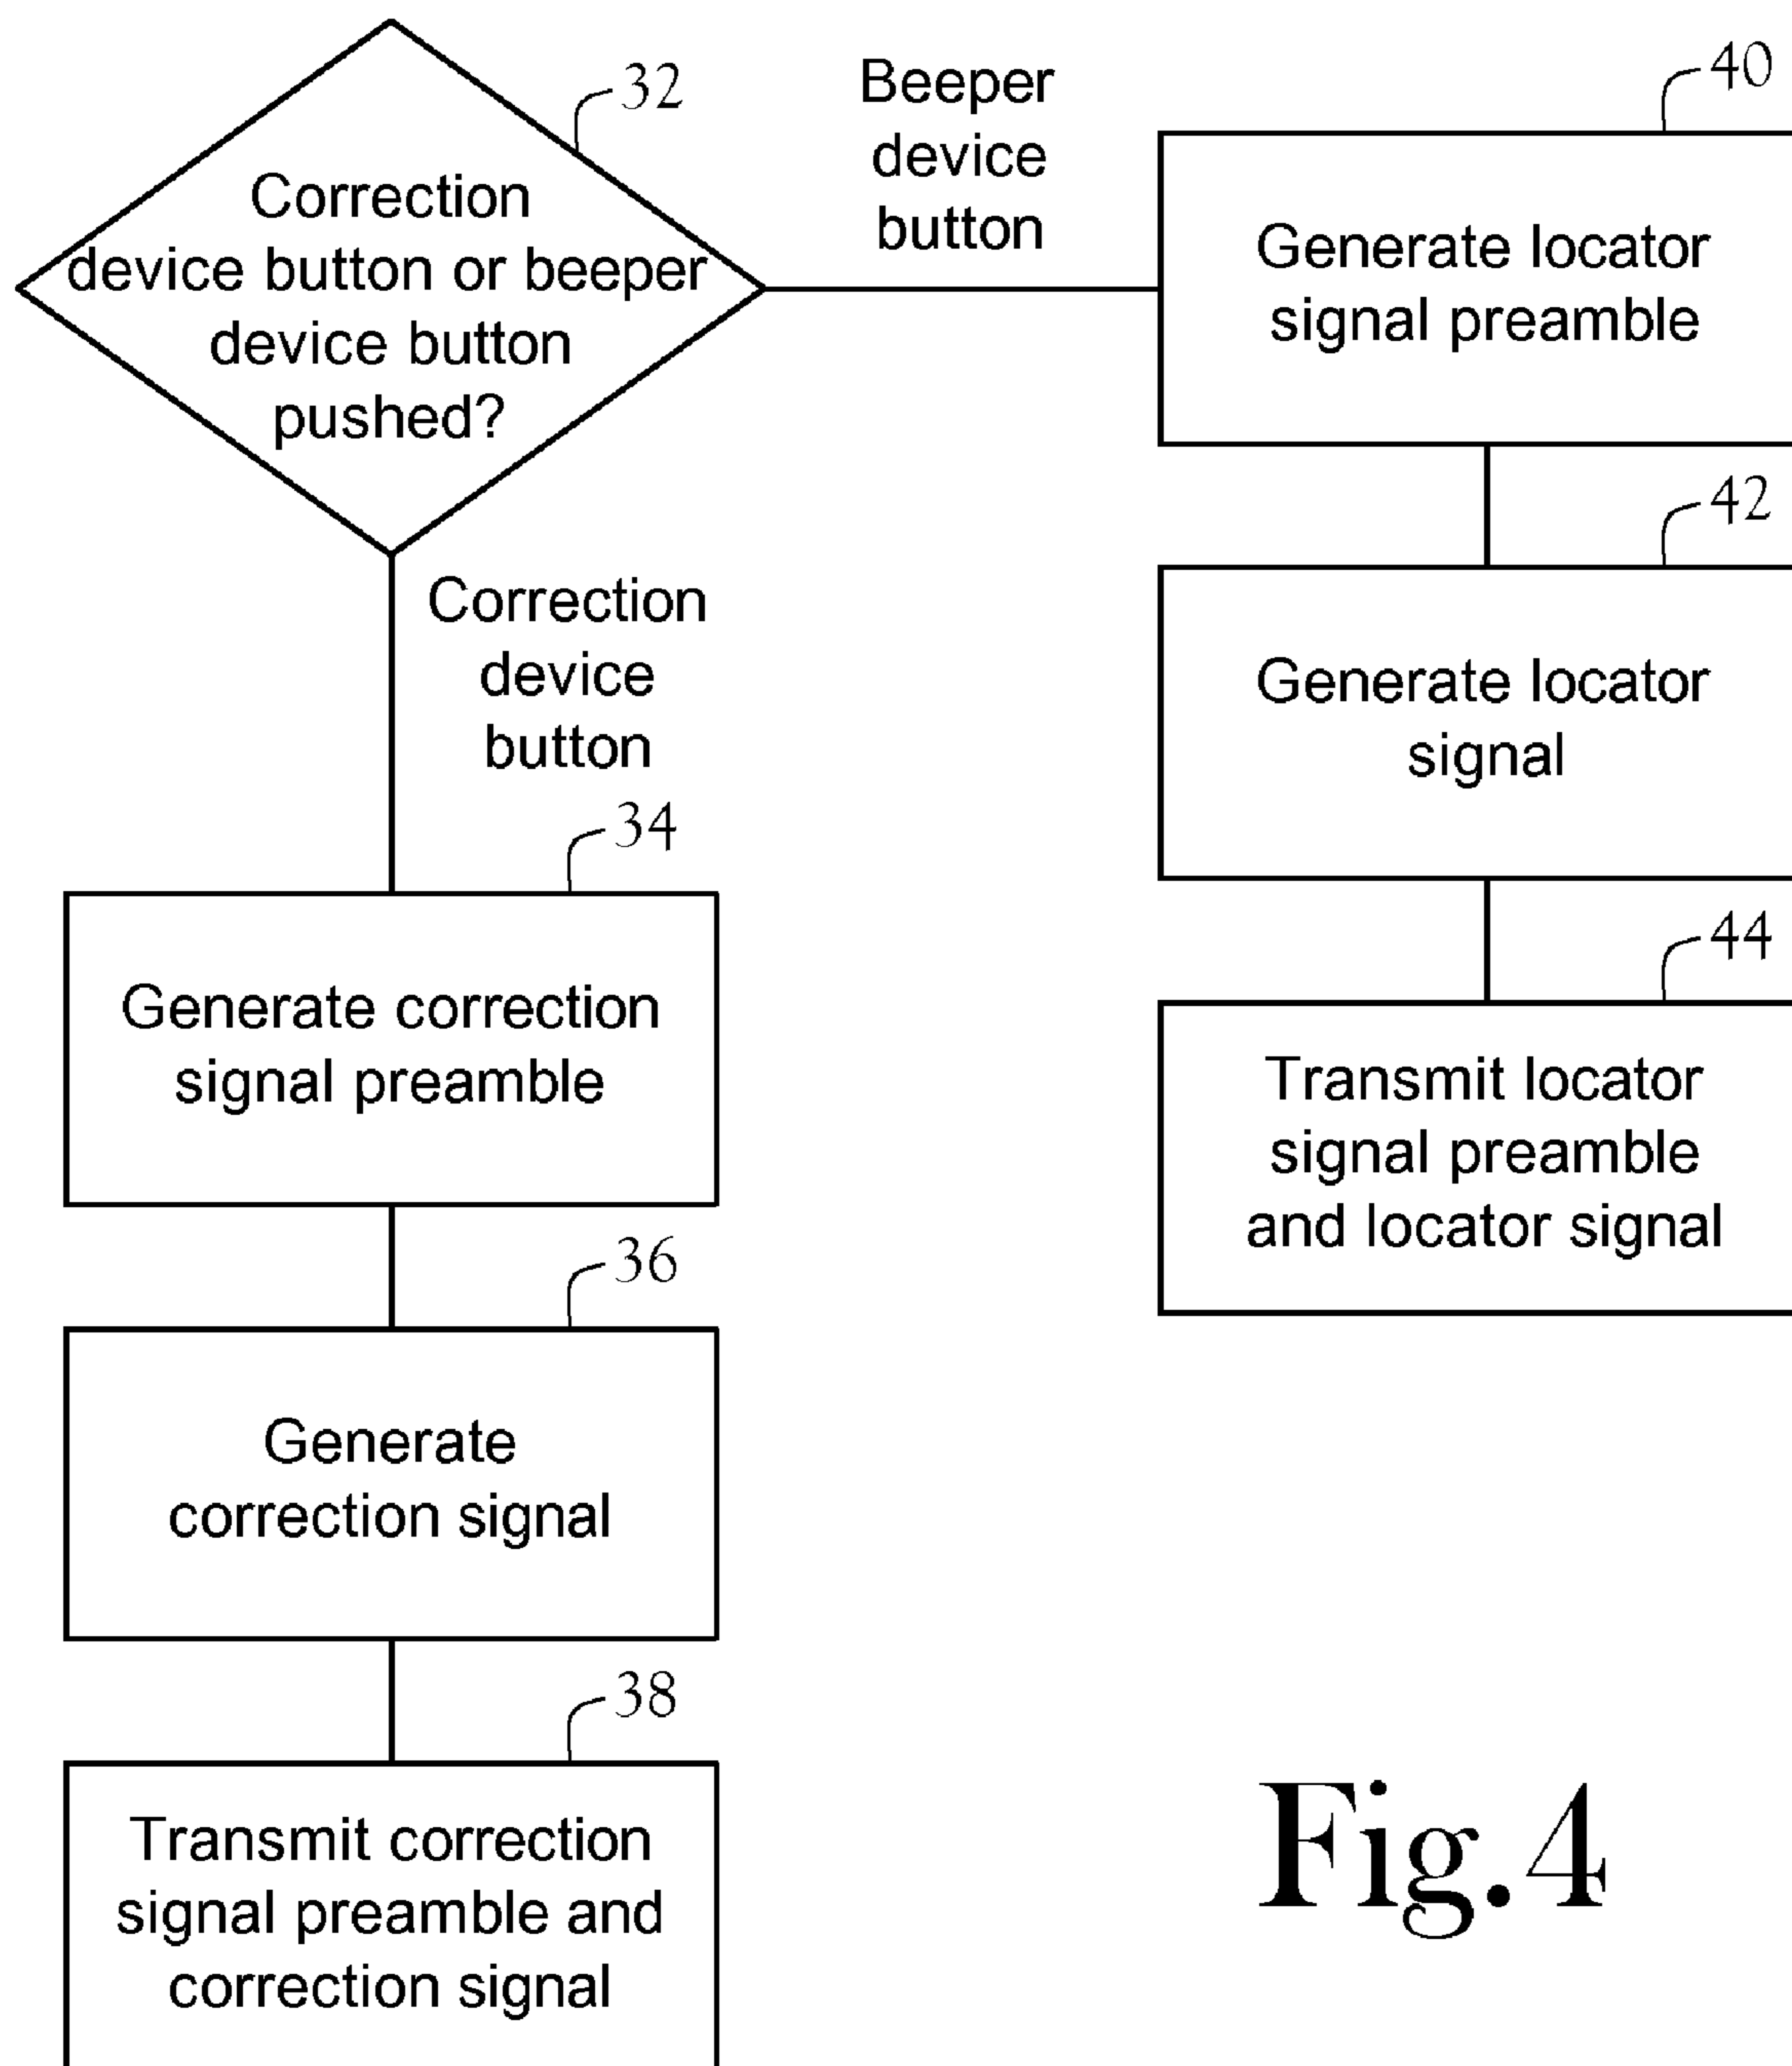 32
Correction
device button or beeper
device button
pushed?
Beeper
device
button
40
Generate locator
signal preamble
42
Generate locator
signal
44
Transmit locator
signal preamble
and locator signal
Correction
device
button
34
Generate correction
signal preamble
36
Generate
correction signal
38
Transmit correction
signal preamble and
correction signal
Fig.4